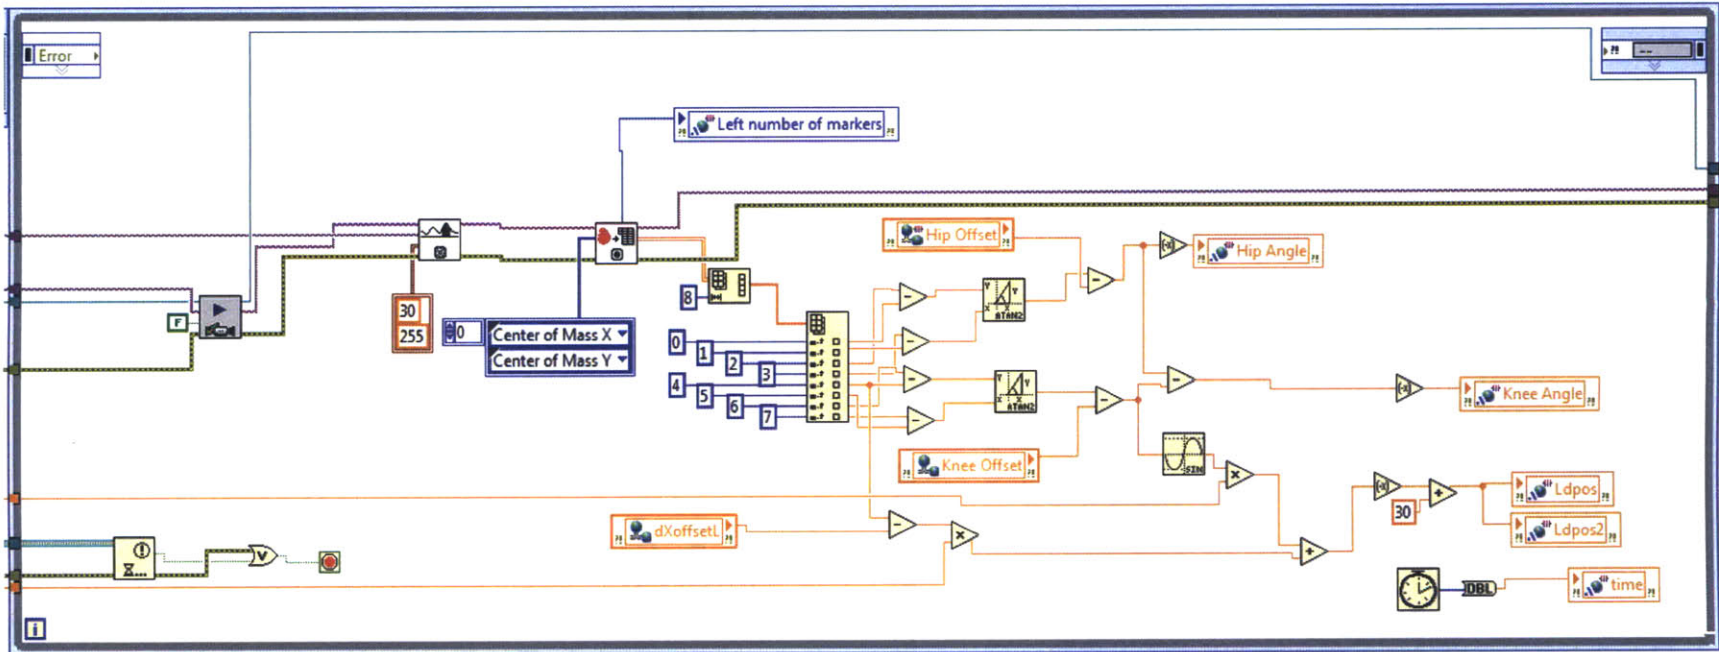 Error
--
Left number of markers
Hip Offset
Hip Angle
8
30
255
0
Center of Mass X
Center of Mass Y
F
0
1
2
3
4
5
6
7
Y
X
ATAN2
Y
X
ATAN2
Knee Angle
Knee Offset
SIN
Ldpos
30
Ldpos2
dXoffsetL
V
DBL
time
i